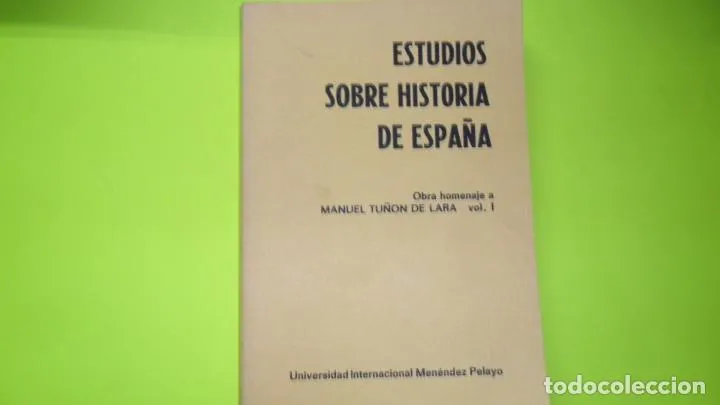 ESTUDIOS
SOBRE HISTORIA
DE ESPAÑA
Obra homenaje a
MANUEL TUÑON DE LARA vol. I
Universidad Internacional Menéndez Pelayo
todocoleccion